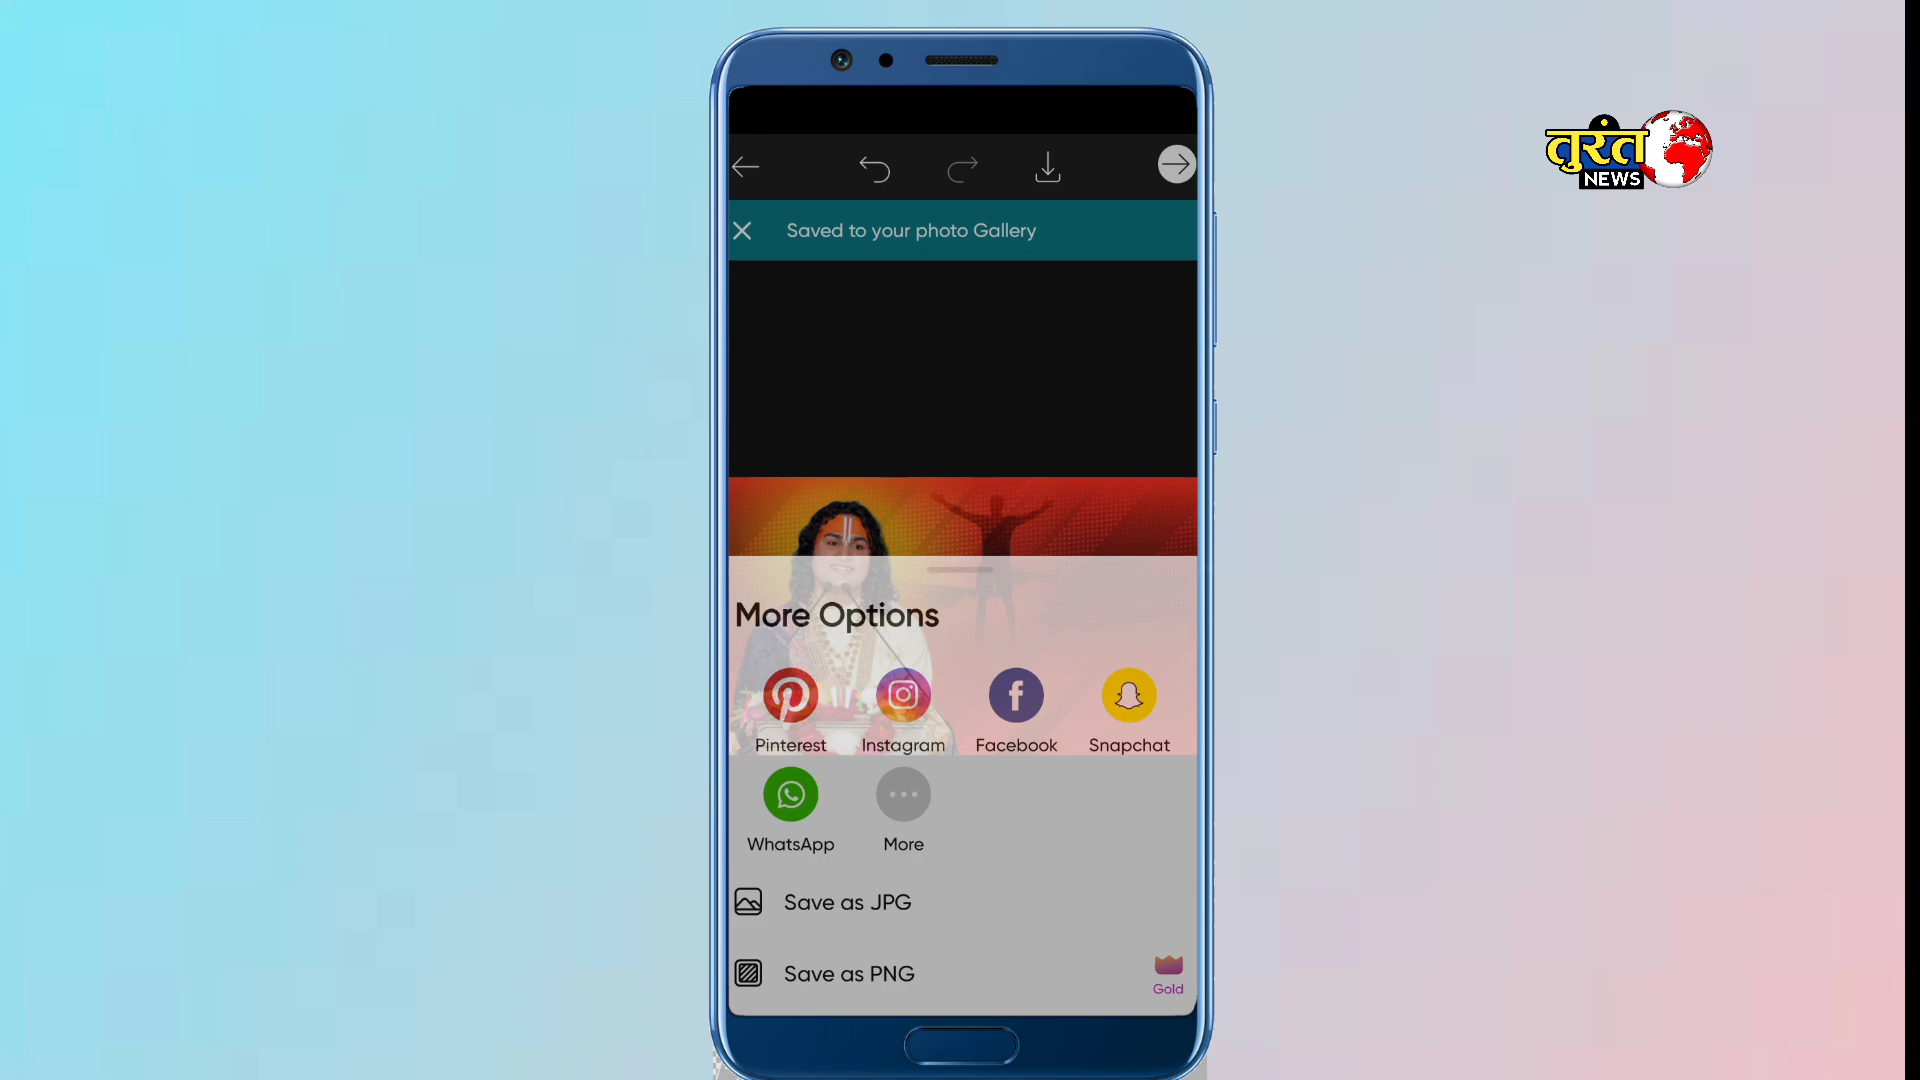 तुरंत
NEWS
Saved to your photo Gallery
More Options
Pinterest
Instagram
Facebook
Snapchat
WhatsApp
More
Save as JPG
Save as PNG
Gold